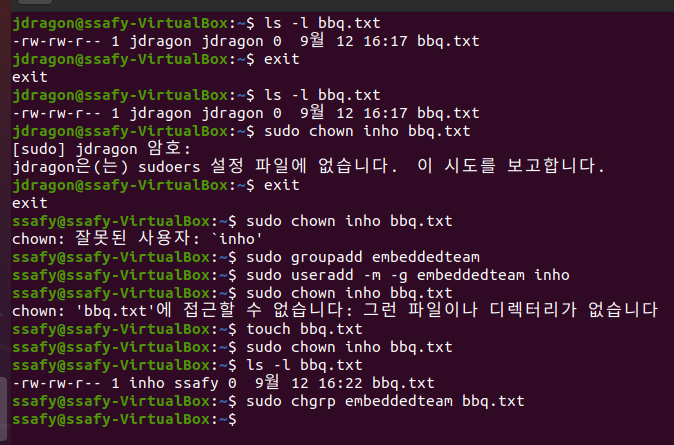 jdragon@ssafy-VirtualBox:~$ ls -l bbq.txt
-rw-rw-r-- 1 jdragon jdragon 0  9월 12 16:17 bbq.txt
jdragon@ssafy-VirtualBox:~$ exit
exit
jdragon@ssafy-VirtualBox:~$ ls -l bbq.txt
-rw-rw-r-- 1 jdragon jdragon 0  9월 12 16:17 bbq.txt
jdragon@ssafy-VirtualBox:~$ sudo chown inho bbq.txt
[sudo] jdragon 암호:
jdragon은(는) sudoers 설정 파일에 없습니다.  이 시도를 보고합니다.
jdragon@ssafy-VirtualBox:~$ exit
exit
ssafy@ssafy-VirtualBox:~$ sudo chown inho bbq.txt
chown: 잘못된 사용자: `inho'
ssafy@ssafy-VirtualBox:~$ sudo groupadd embeddedteam
ssafy@ssafy-VirtualBox:~$ sudo useradd -m -g embeddedteam inho
ssafy@ssafy-VirtualBox:~$ sudo chown inho bbq.txt
chown: 'bbq.txt'에 접근할 수 없습니다: 그런 파일이나 디렉터리가 없습니다
ssafy@ssafy-VirtualBox:~$ touch bbq.txt
ssafy@ssafy-VirtualBox:~$ sudo chown inho bbq.txt
ssafy@ssafy-VirtualBox:~$ ls -l bbq.txt
-rw-rw-r-- 1 inho ssafy 0  9월 12 16:22 bbq.txt
ssafy@ssafy-VirtualBox:~$ sudo chgrp embeddedteam bbq.txt
ssafy@ssafy-VirtualBox:~$